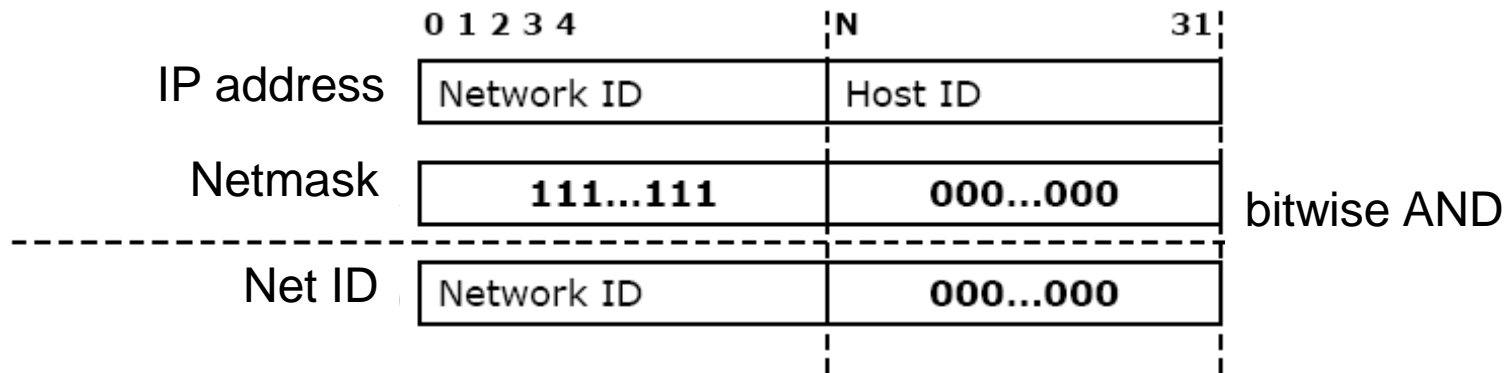 0 1 2 3 4 N 31
IP address Network ID Host ID
Netmask 111...111 000...000
bitwise AND
Net ID Network ID 000...000